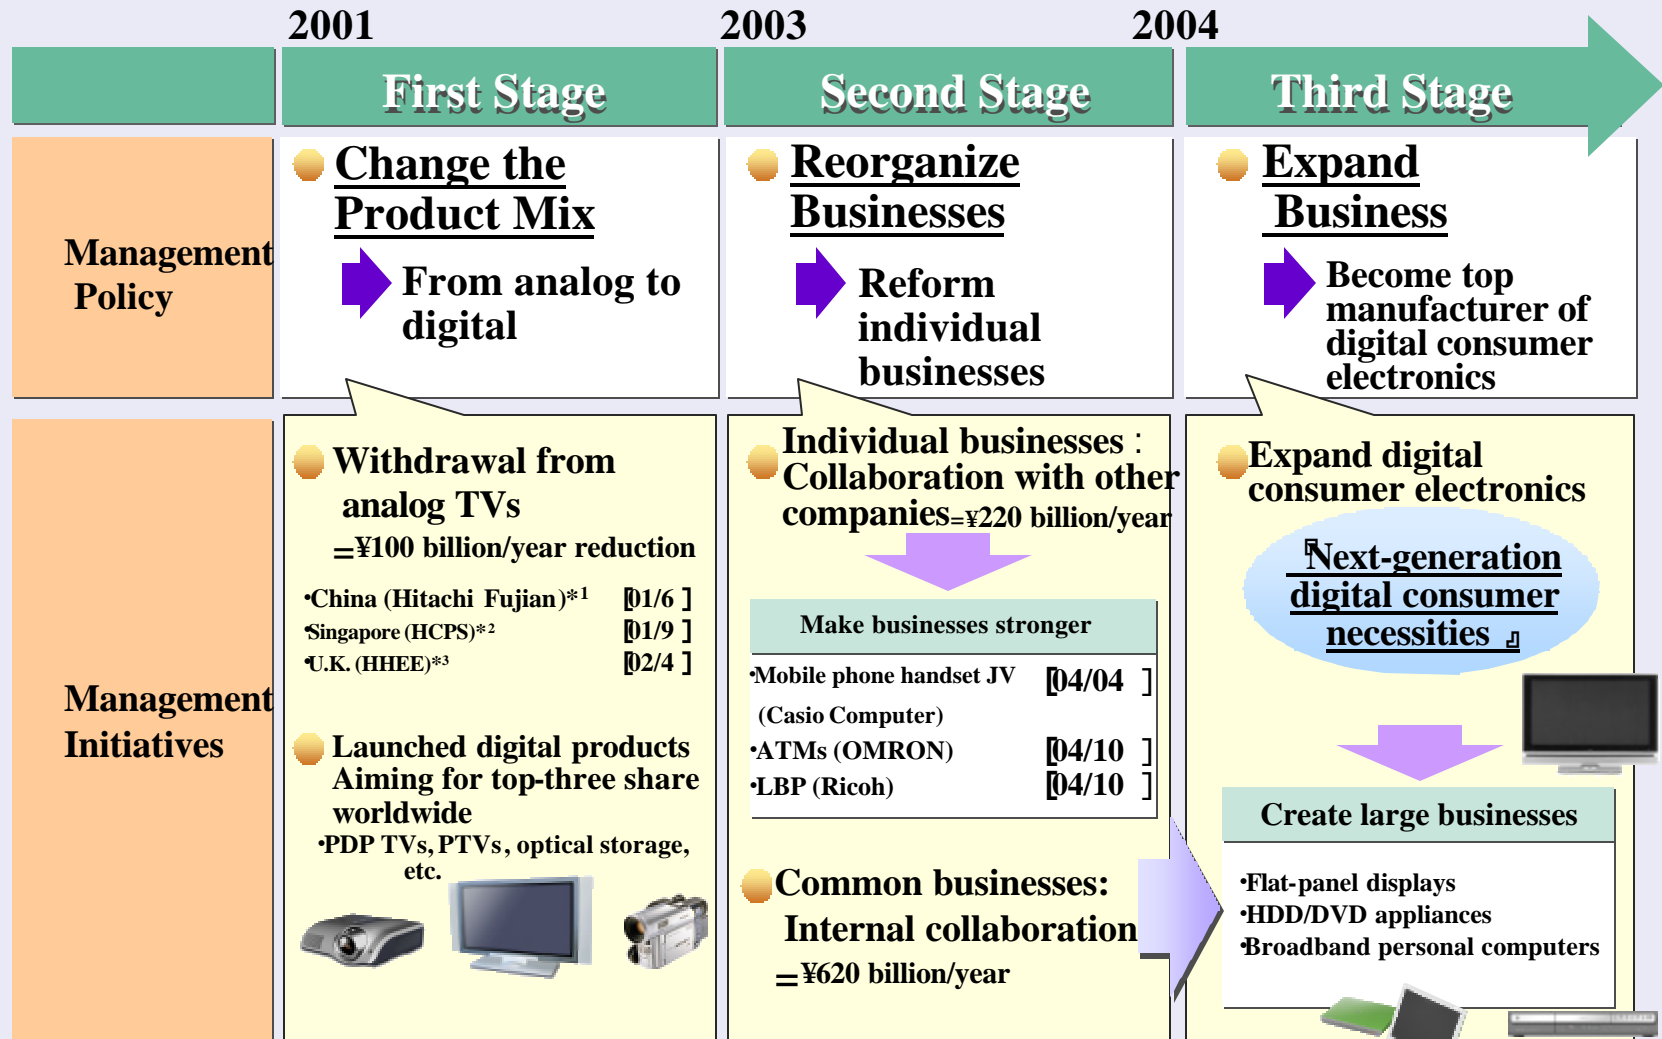 2001
2003
2004
First Stage
Second Stage
Third Stage
Management
Policy
Change the
Product Mix
From analog to
digital
Reorganize
Businesses
Reform
individual
businesses
Expand
Business
Become top
manufacturer of
digital consumer
electronics
Management
Initiatives
Withdrawal from
analog TVs
=¥100 billion/year reduction
・China (Hitachi Fujian)*1 [01/6]
・Singapore (HCPS)*2 [01/9]
・U.K. (HHEE)*3 [02/4]
Launched digital products
Aiming for top-three share
worldwide
・PDP TVs, PTVs, optical storage,
etc.
Individual businesses :
Collaboration with other
companies=¥220 billion/year
Make businesses stronger
・Mobile phone handset JV [04/04]
(Casio Computer)
・ATMs (OMRON) [04/10]
・LBP (Ricoh) [04/10]
Common businesses:
Internal collaboration
=¥620 billion/year
Expand digital
consumer electronics
『Next-generation
digital consumer
necessities 』
Create large businesses
・Flat-panel displays
・HDD/DVD appliances
・Broadband personal computers